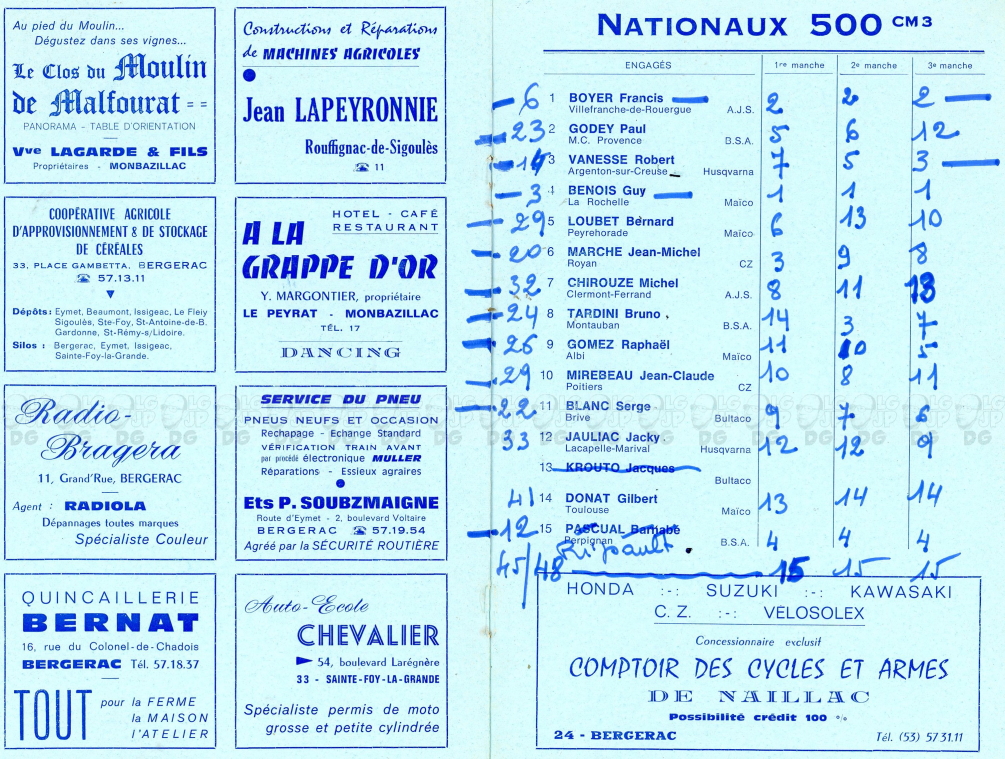 Au pied du Moulin...
Dégustez dans ses vignes...
Le Clos du Moulin
de Malfourat = =
PANORAMA - TABLE D'ORIENTATION
Vve LAGARDE & FILS
Propriétaires - MONBAZILLAC
Constructions et Réparations
de MACHINES AGRICOLES
Jean LAPEYRONNIE
Rouffignac-de-Sigoulès
☎ 11
COOPÉRATIVE AGRICOLE
D'APPROVISIONNEMENT & DE STOCKAGE
DE CÉRÉALES
33, PLACE GAMBETTA, BERGERAC
☎ 57.13.11
Dépôts : Eymet, Beaumont, Issigeac, Le Fleiy
Sigoulès, Ste-Foy, St-Antoine-de-B.
Gardonne, St-Rémy-s/Lidoire.
Silos : Bergerac, Eymet, Issigeac,
Sainte-Foy-la-Grande.
HOTEL - CAFÉ
RESTAURANT
A LA
GRAPPE D'OR
Y. MARGONTIER, propriétaire
LE PEYRAT - MONBAZILLAC
TÉL. 17
DANCING
Radio-
Bragera
11, Grand'Rue, BERGERAC
Agent : RADIOLA
Dépannages toutes marques
Spécialiste Couleur
SERVICE DU PNEU
PNEUS NEUFS ET OCCASION
Rechapage - Echange Standard
VÉRIFICATION TRAIN AVANT
par procédé électronique MULLER
Réparations - Essieux agraires
Ets P. SOUBZMAIGNE
Route d'Eymet - 2, boulevard Voltaire
BERGERAC ☎ 57.19.54
Agréé par la SÉCURITÉ ROUTIÈRE
QUINCAILLERIE
BERNAT
16, rue du Colonel-de-Chadois
BERGERAC Tél. 57.18.37
TOUT pour la FERME
la MAISON
l'ATELIER
Auto-Ecole
CHEVALIER
54, boulevard Larégnère
33 - SAINTE-FOY-LA-GRANDE
Spécialiste permis de moto
grosse et petite cylindrée
NATIONAUX 500 CM3
ENGAGÉS 1re manche 2e manche 3e manche
6 1 BOYER Francis 2 2 2
Villefranche-de-Rouergue A.J.S.
23 2 GODEY Paul 5 6 12
M.C. Provence B.S.A.
14 3 VANESSE Robert 7 5 3
Argenton-sur-Creuse Husqvarna
3 4 BENOIS Guy 1 1 1
La Rochelle Maïco
29 5 LOUBET Bernard 6 13 10
Peyrehorade Maïco
20 6 MARCHE Jean-Michel 3 9 8
Royan CZ
32 7 CHIROUZE Michel 8 11 13
Clermont-Ferrand A.J.S.
24 8 TARDINI Bruno 14 3 7
Montauban B.S.A.
26 9 GOMEZ Raphaël 11 10 5
Albi Maïco
29 10 MIREBEAU Jean-Claude 10 8 11
Poitiers CZ
22 11 BLANC Serge 9 7 6
Brive Bultaco
33 12 JAULIAC Jacky 12 12 9
Lacapelle-Marival Husqvarna
13 KROUTO Jacques
Bultaco
41 14 DONAT Gilbert 13 14 14
Toulouse Maïco
12 15 PASCUAL Barnabé 4 4 4
Perpignan B.S.A.
Ripault
45/48 15 15 15
HONDA :-: SUZUKI :-: KAWASAKI
C. Z. :-: VELOSOLEX
Concessionnaire exclusif
COMPTOIR DES CYCLES ET ARMES
DE NAILLAC
Possibilité crédit 100 %
24 - BERGERAC Tél. (53) 57.31.11